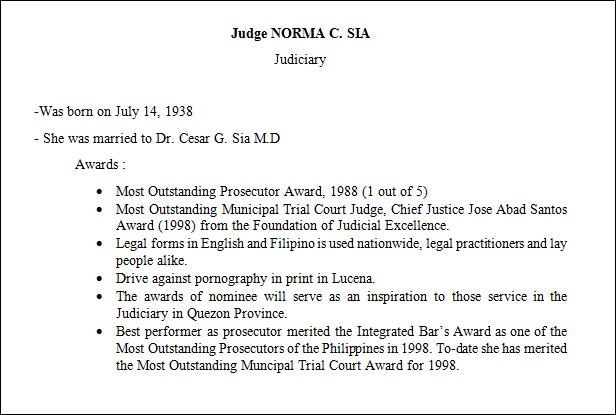 Judge NORMA C. SIA
Judiciary
-Was born on July 14, 1938
- She was married to Dr. Cesar G. Sia M.D
Awards :
• Most Outstanding Prosecutor Award, 1988 (1 out of 5)
• Most Outstanding Municipal Trial Court Judge, Chief Justice Jose Abad Santos
Award (1998) from the Foundation of Judicial Excellence.
• Legal forms in English and Filipino is used nationwide, legal practitioners and lay
people alike.
• Drive against pornography in print in Lucena.
• The awards of nominee will serve as an inspiration to those service in the
Judiciary in Quezon Province.
• Best performer as prosecutor merited the Integrated Bar’s Award as one of the
Most Outstanding Prosecutors of the Philippines in 1998. To-date she has merited
the Most Outstanding Muncipal Trial Court Award for 1998.